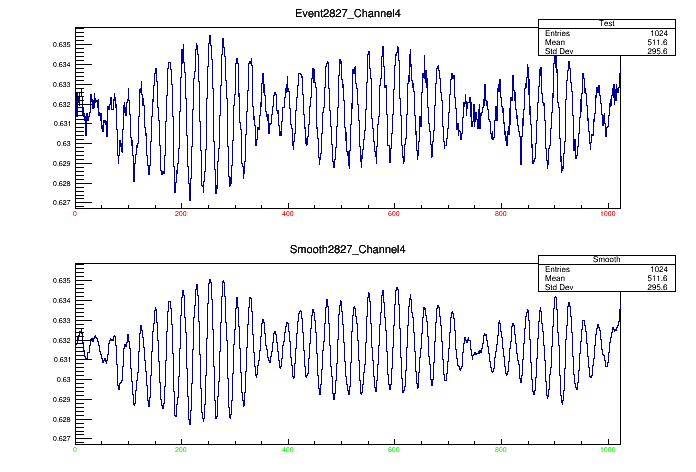 Event2827_Channel4
Test
Entries 1024
Mean 511.6
Std Dev 295.6
0.635
0.634
0.633
0.632
0.631
0.63
0.629
0.628
0.627
0 200 400 600 800 1000
Smooth2827_Channel4
Smooth
Entries 1024
Mean 511.6
Std Dev 295.6
0.635
0.634
0.633
0.632
0.631
0.63
0.629
0.628
0.627
0 200 400 600 800 1000